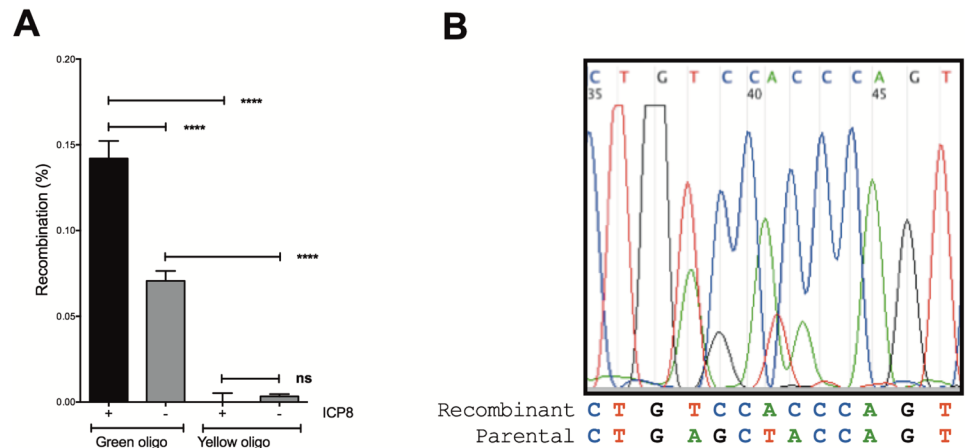 A
B
Recombination (%)
0.20
0.15
0.10
0.05
0.00
****
****
****
ns
+ - + - ICP8
Green oligo Yellow oligo
C T G T C C A C C C A G T
35 40 45
Recombinant C T G T C C A C C C A G T
Parental C T G A G C T A C C A G T